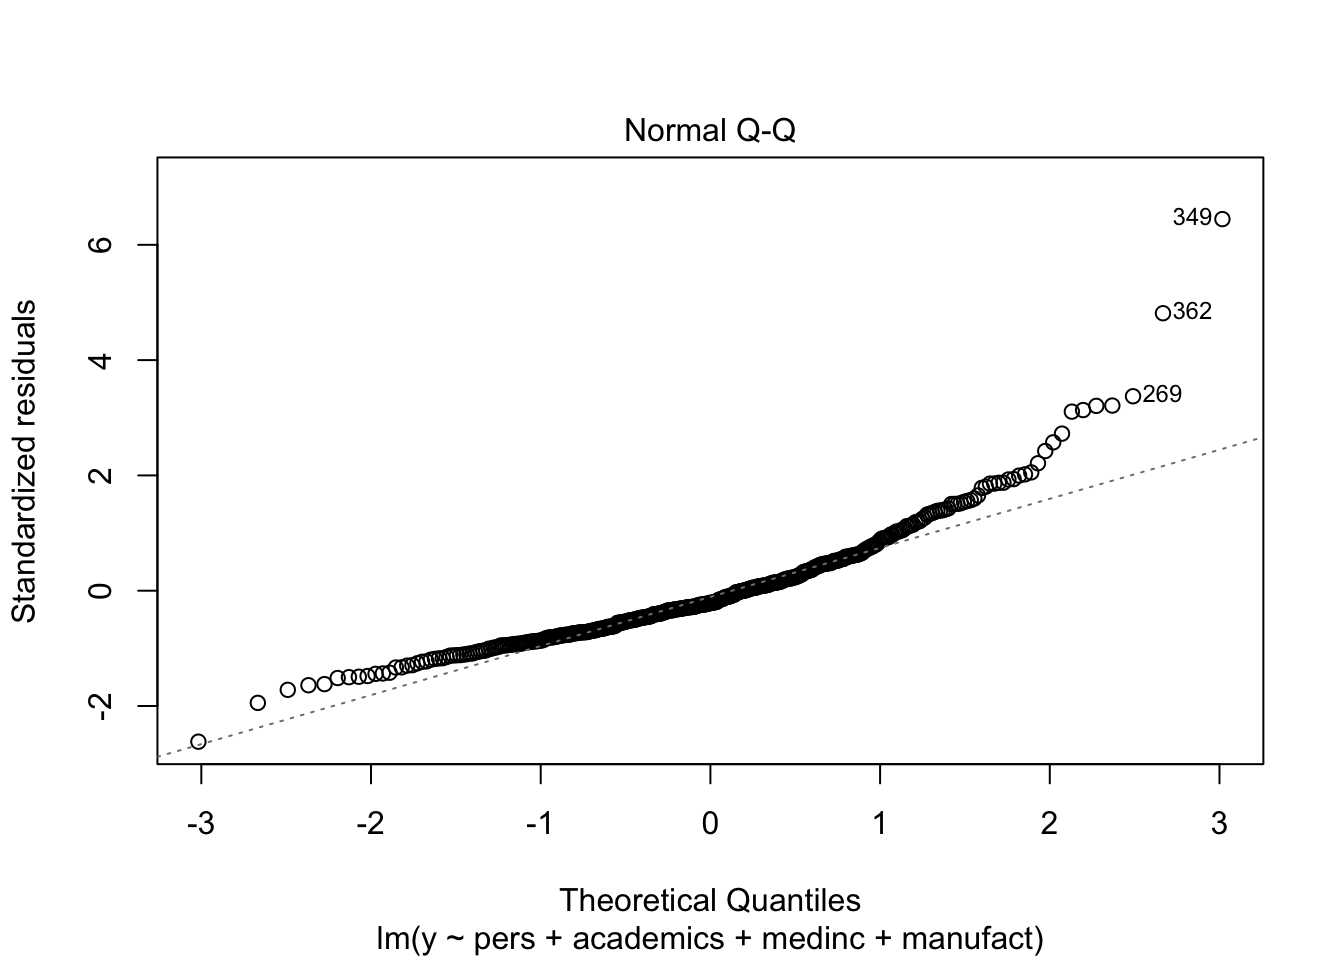 Normal Q-Q
Standardized residuals
6
4
2
0
-2
349
362
269
-3 -2 -1 0 1 2 3
Theoretical Quantiles
lm(y ~ pers + academics + medinc + manufact)